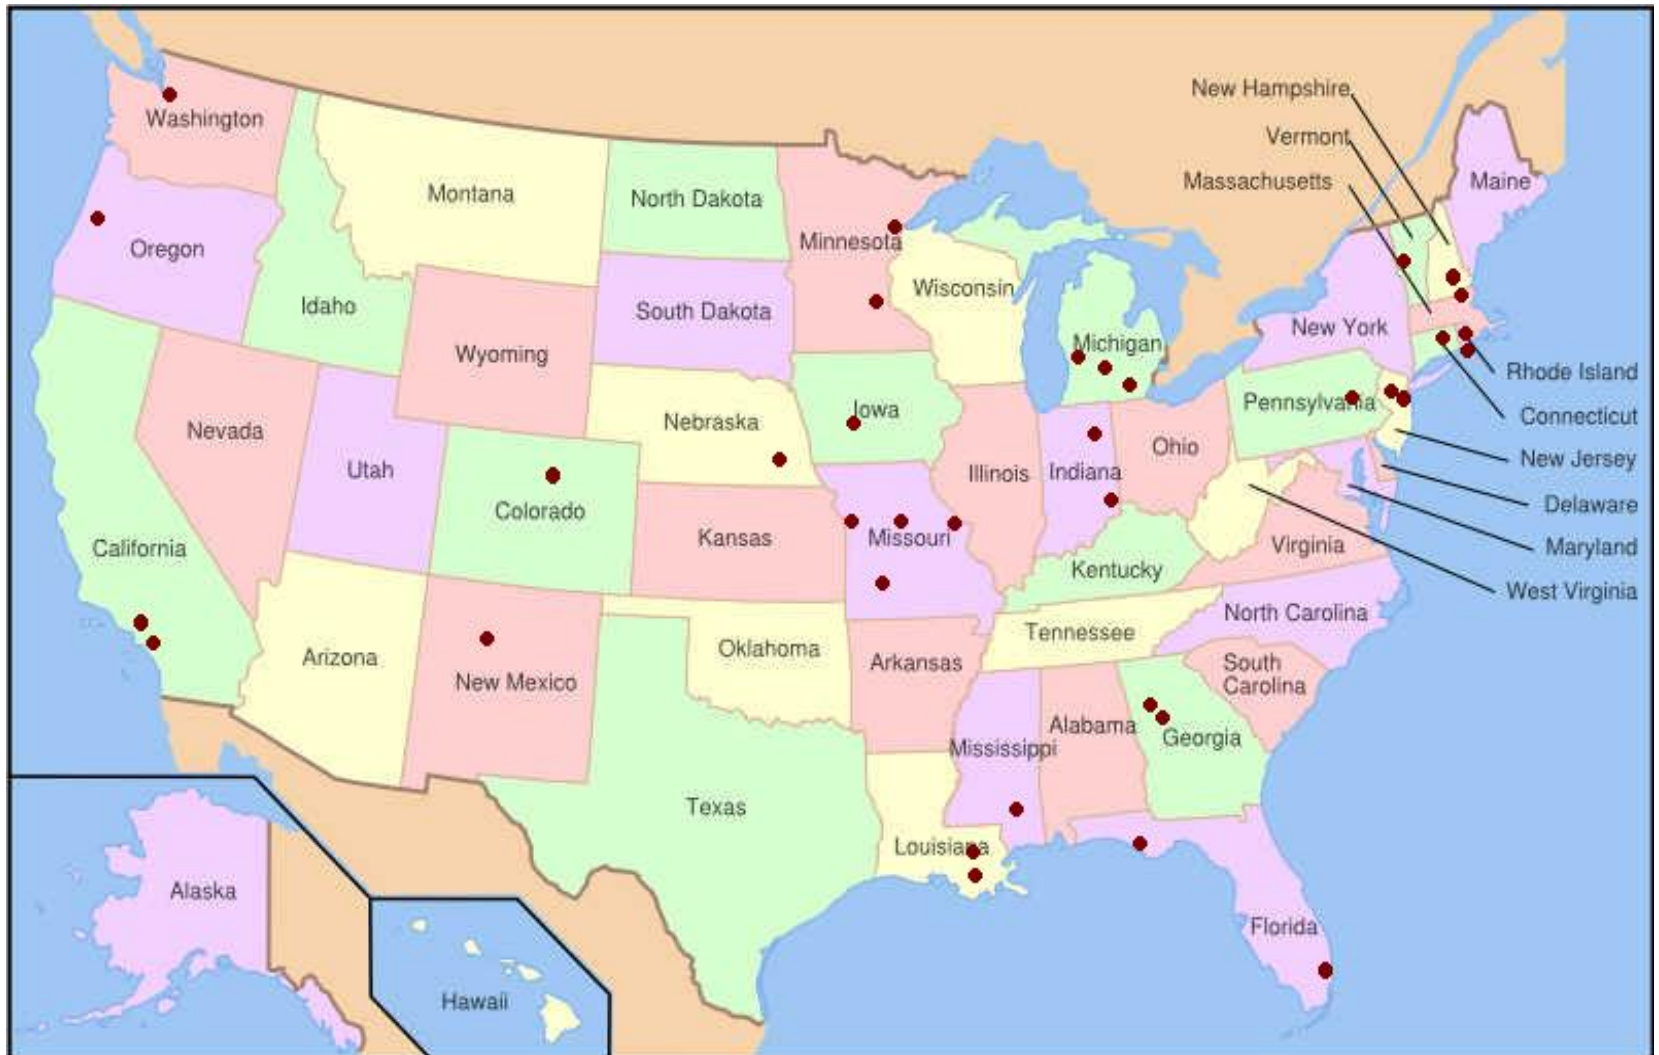 New Hampshire
Vermont
Massachusetts
Maine
Washington
Montana
North Dakota
Minnesota
Oregon
Idaho
Wisconsin
South Dakota
Michigan
New York
Wyoming
Rhode Island
Iowa
Pennsylvania
Connecticut
Nebraska
Nevada
Ohio
New Jersey
Utah
Illinois
Indiana
Colorado
Delaware
California
Kansas
Missouri
Virginia
Maryland
Kentucky
West Virginia
North Carolina
Tennessee
Arizona
Oklahoma
Arkansas
South
Carolina
New Mexico
Alabama
Georgia
Mississippi
Texas
Louisiana
Alaska
Florida
Hawaii